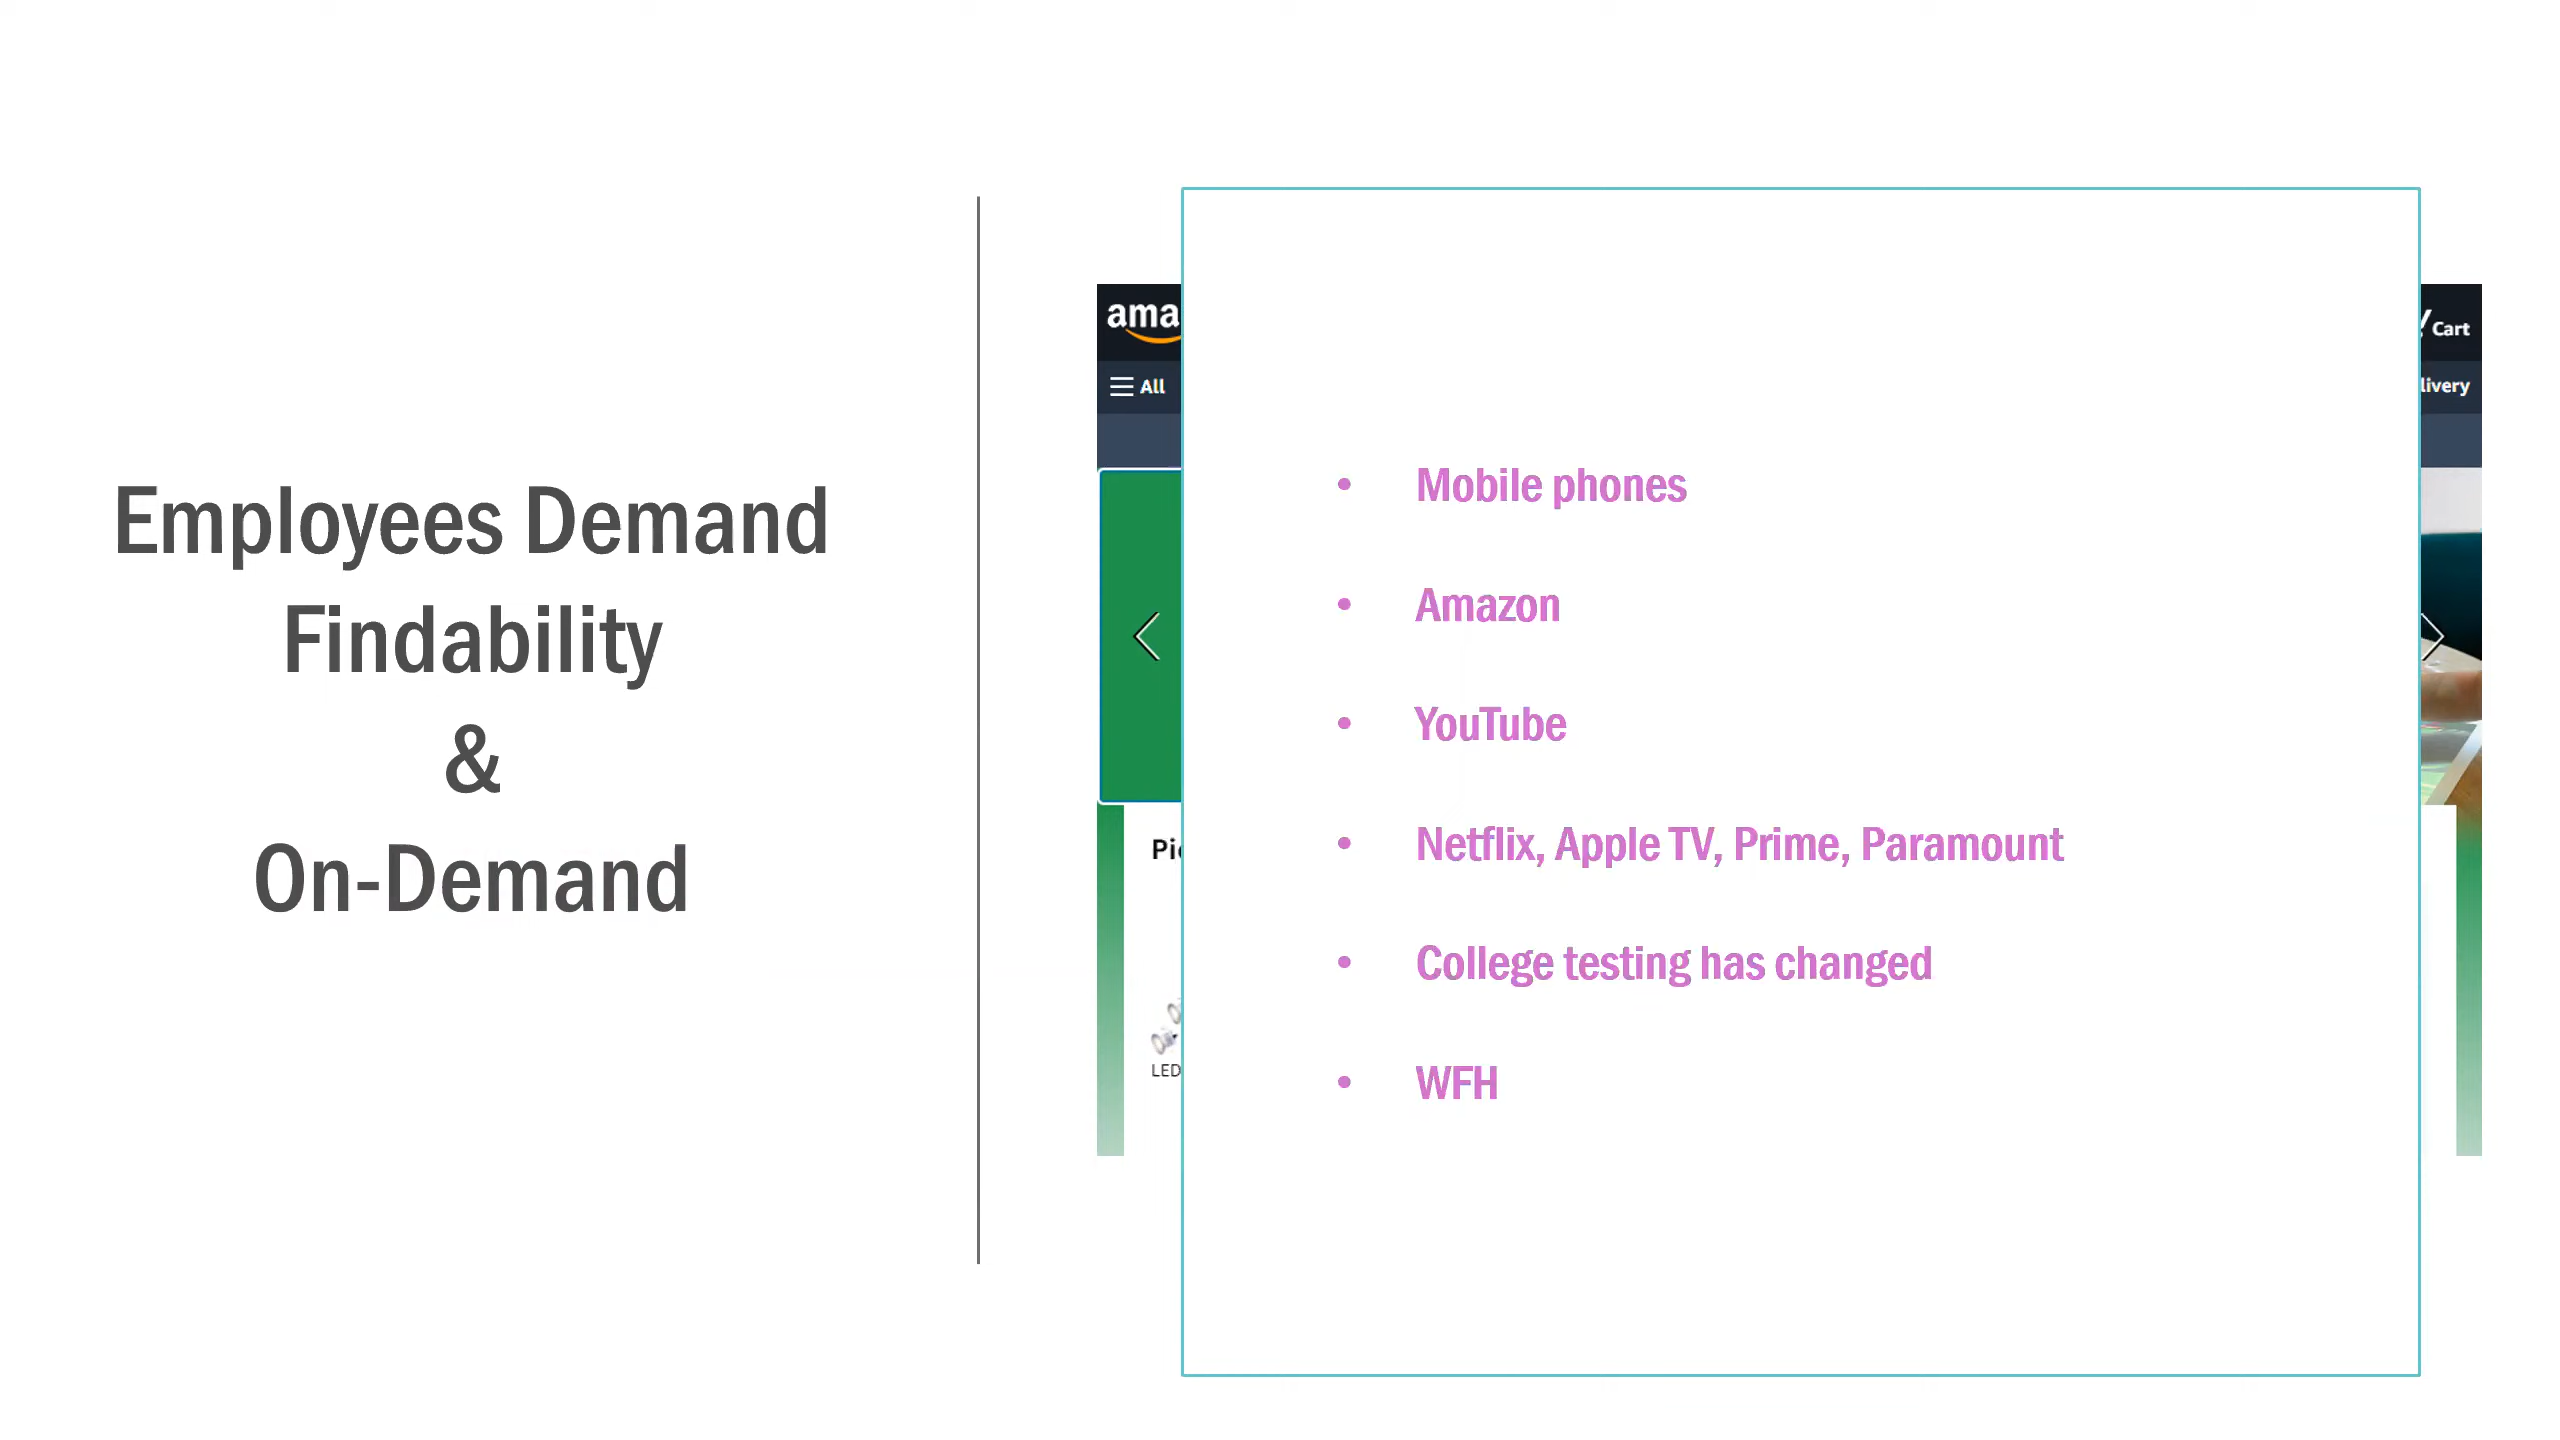 Employees Demand
Findability
&
On-Demand
ama
Cart
All
livery
• Mobile phones
• Amazon
• YouTube
• Netflix, Apple TV, Prime, Paramount
• College testing has changed
• WFH
LED